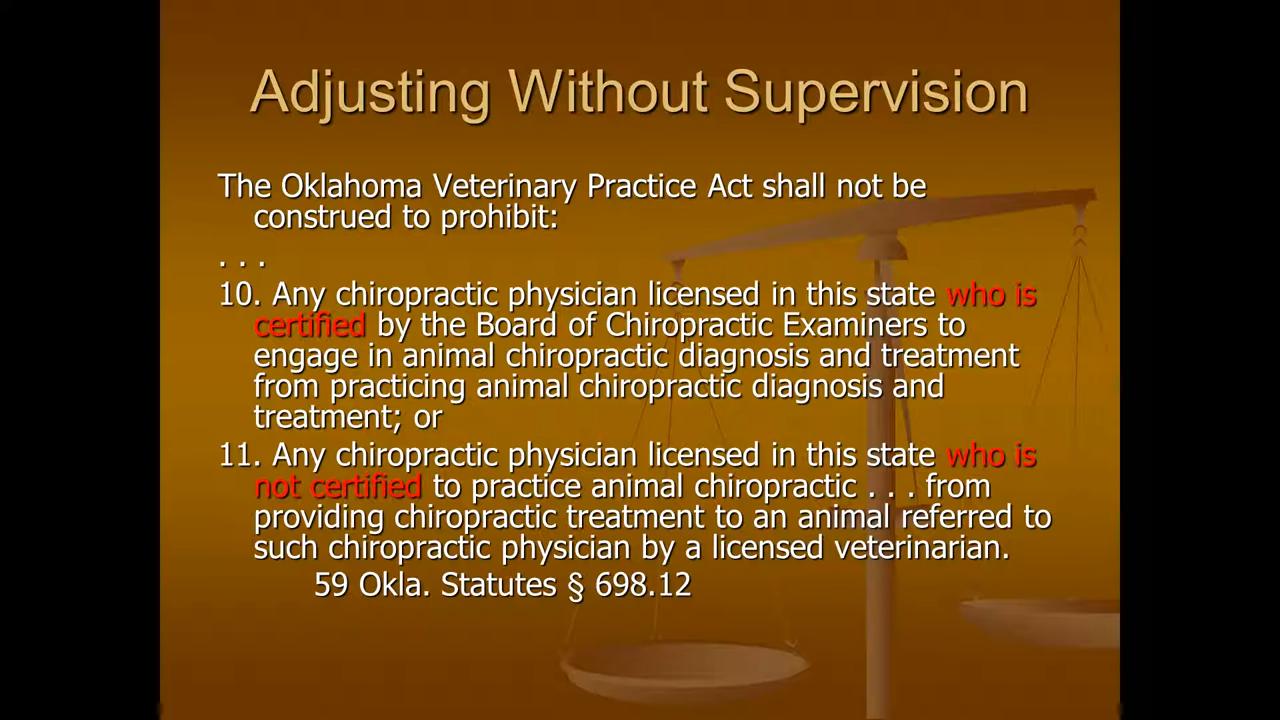 Adjusting Without Supervision
The Oklahoma Veterinary Practice Act shall not be
construed to prohibit:
. . .
10. Any chiropractic physician licensed in this state who is
certified by the Board of Chiropractic Examiners to
engage in animal chiropractic diagnosis and treatment
from practicing animal chiropractic diagnosis and
treatment; or
11. Any chiropractic physician licensed in this state who is
not certified to practice animal chiropractic . . . from
providing chiropractic treatment to an animal referred to
such chiropractic physician by a licensed veterinarian.
59 Okla. Statutes § 698.12